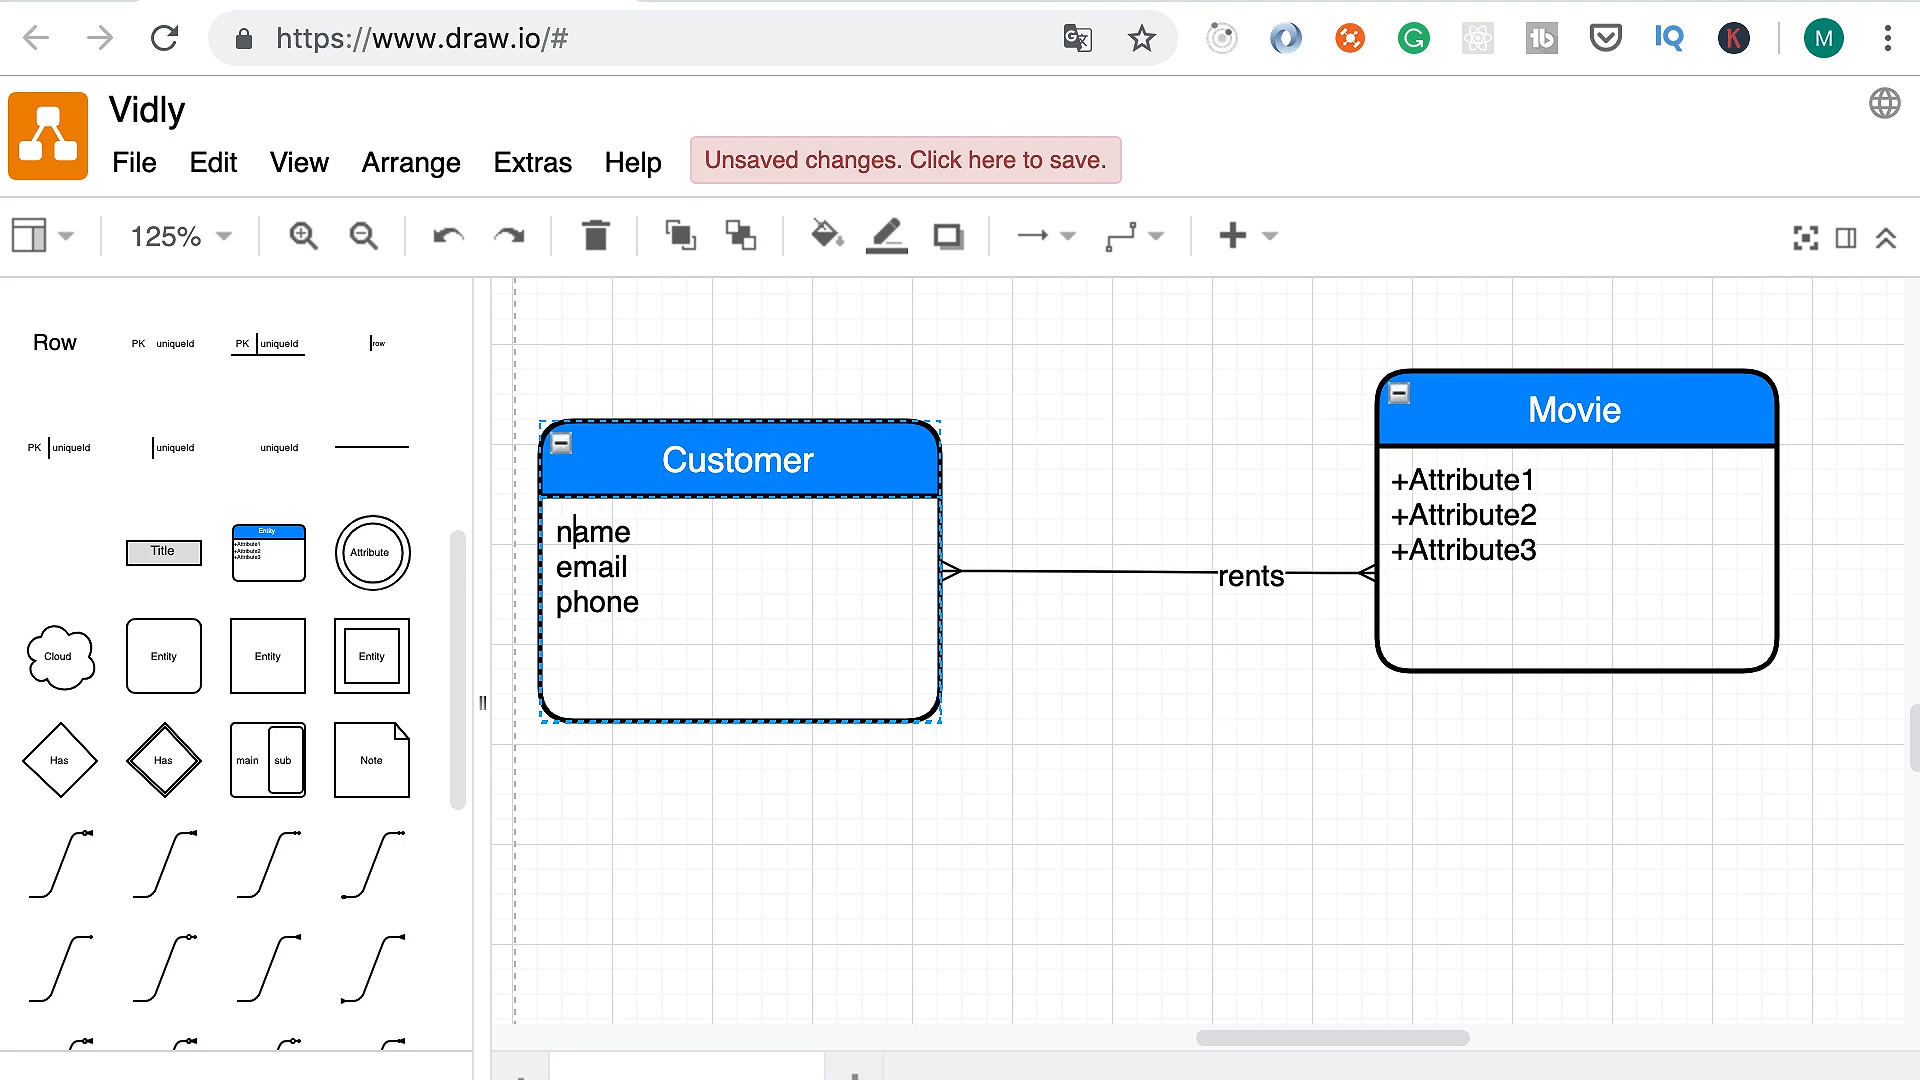 https://www.draw.io/#
M
Vidly
File Edit View Arrange Extras Help
Unsaved changes. Click here to save.
125%
Row
PK uniqueId
PK uniqueId
row
PK uniqueId
uniqueId
uniqueId
Title
Entity
+Attribute1
+Attribute2
+Attribute3
Attribute
Cloud
Entity
Entity
Entity
Has
Has
main sub
Note
Customer
name
email
phone
rents
Movie
+Attribute1
+Attribute2
+Attribute3